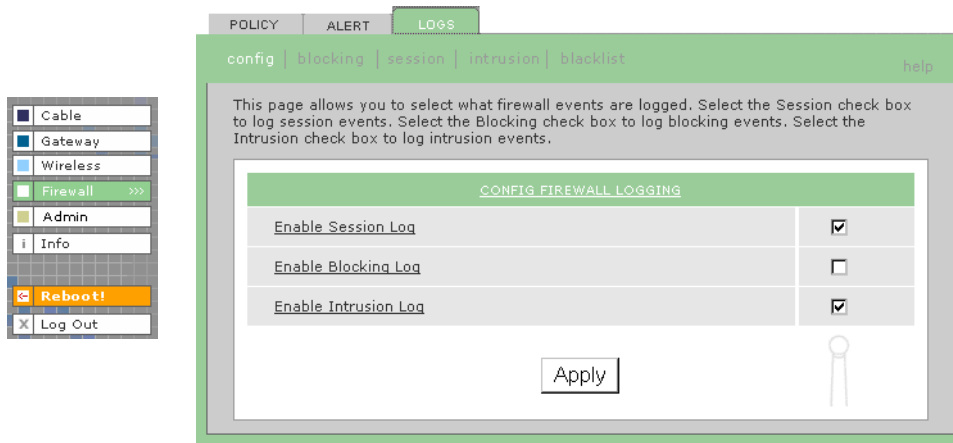 POLICY ALERT LOGS
config | blocking | session | intrusion | blacklist
help
This page allows you to select what firewall events are logged. Select the Session check box
to log session events. Select the Blocking check box to log blocking events. Select the
Intrusion check box to log intrusion events.
CONFIG FIREWALL LOGGING
Enable Session Log
Enable Blocking Log
Enable Intrusion Log
Apply
Cable
Gateway
Wireless
Firewall >>>
Admin
i Info
Reboot!
X Log Out